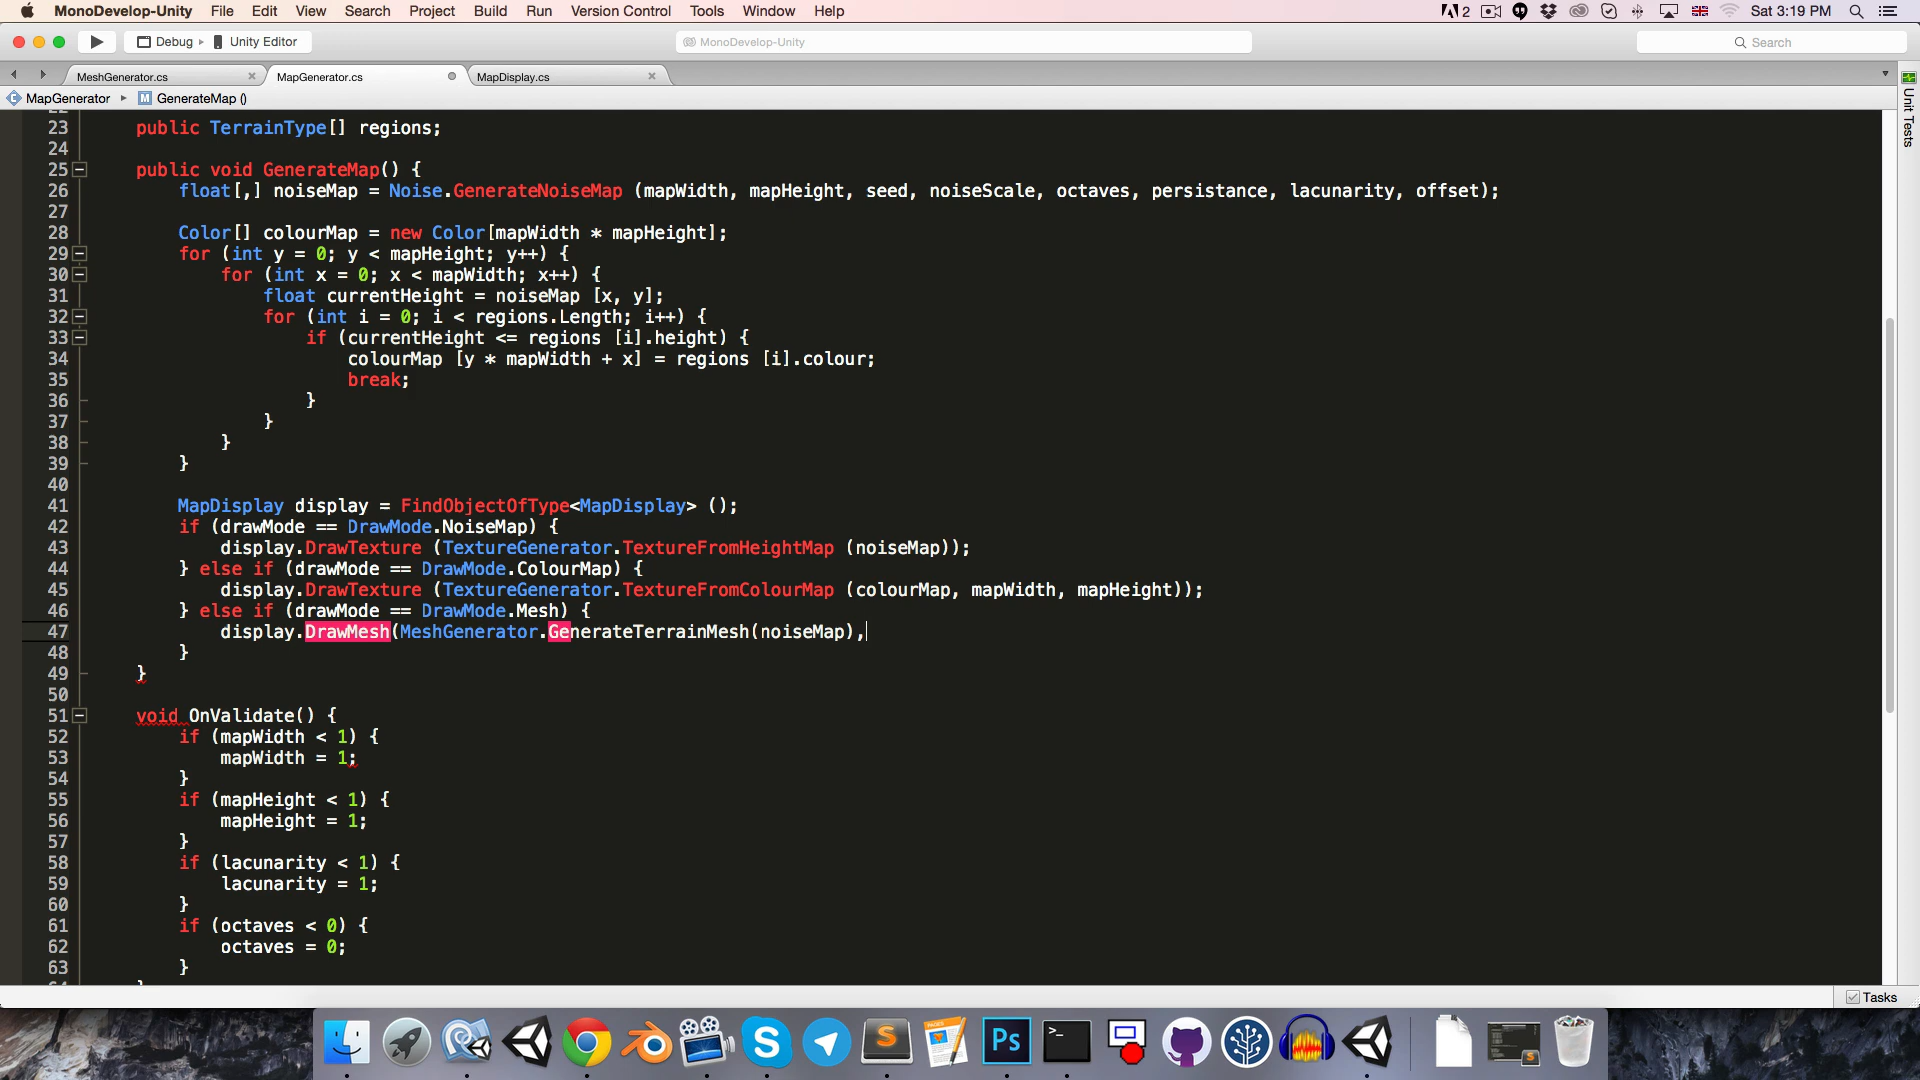 MonoDevelop-Unity File Edit View Search Project Build Run Version Control Tools Window Help
2 Sat 3:19 PM
Debug Unity Editor MonoDevelop-Unity Search
MeshGenerator.cs MapGenerator.cs MapDisplay.cs
MapGenerator GenerateMap ()
Unit Tests
23 public TerrainType[] regions;
24
25 public void GenerateMap() {
26 float[,] noiseMap = Noise.GenerateNoiseMap (mapWidth, mapHeight, seed, noiseScale, octaves, persistance, lacunarity, offset);
27
28 Color[] colourMap = new Color[mapWidth * mapHeight];
29 for (int y = 0; y < mapHeight; y++) {
30 for (int x = 0; x < mapWidth; x++) {
31 float currentHeight = noiseMap [x, y];
32 for (int i = 0; i < regions.Length; i++) {
33 if (currentHeight <= regions [i].height) {
34 colourMap [y * mapWidth + x] = regions [i].colour;
35 break;
36 }
37 }
38 }
39 }
40
41 MapDisplay display = FindObjectOfType<MapDisplay> ();
42 if (drawMode == DrawMode.NoiseMap) {
43 display.DrawTexture (TextureGenerator.TextureFromHeightMap (noiseMap));
44 } else if (drawMode == DrawMode.ColourMap) {
45 display.DrawTexture (TextureGenerator.TextureFromColourMap (colourMap, mapWidth, mapHeight));
46 } else if (drawMode == DrawMode.Mesh) {
47 display.DrawMesh(MeshGenerator.GenerateTerrainMesh(noiseMap),
48 }
49 }
50
51 void OnValidate() {
52 if (mapWidth < 1) {
53 mapWidth = 1;
54 }
55 if (mapHeight < 1) {
56 mapHeight = 1;
57 }
58 if (lacunarity < 1) {
59 lacunarity = 1;
60 }
61 if (octaves < 0) {
62 octaves = 0;
63 }
Tasks
PAGES
Ps